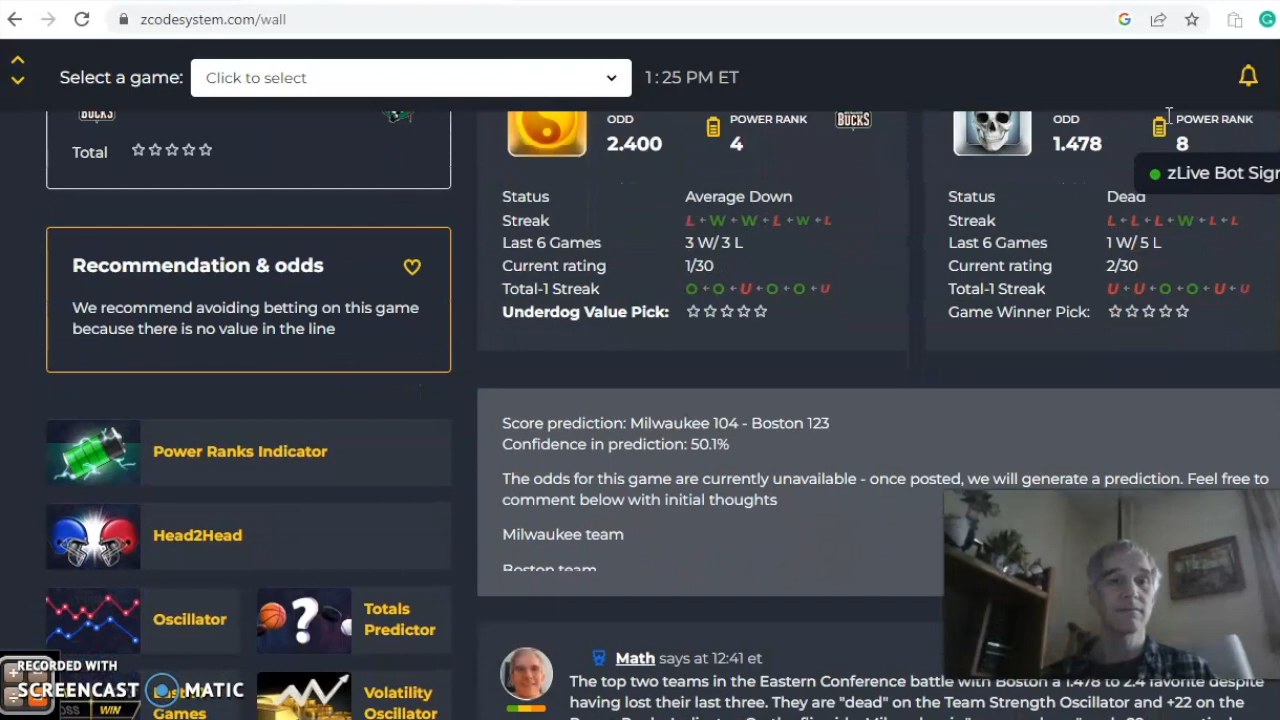 zcodesystem.com/wall
Select a game: Click to select 1:25 PM ET
BUCKS
Total
ODD
2.400
POWER RANK
4
BUCKS
ODD
1.478
POWER RANK
8
zLive Bot Sign
Status Average Down
Streak L W W L W L
Last 6 Games 3 W/ 3 L
Current rating 1/30
Total-1 Streak O O U O O U
Underdog Value Pick:
Status Dead
Streak L L L W L L
Last 6 Games 1 W/ 5 L
Current rating 2/30
Total-1 Streak U U O O U U
Game Winner Pick:
Recommendation & odds
We recommend avoiding betting on this game
because there is no value in the line
Power Ranks Indicator
Head2Head
Oscillator
Totals
Predictor
Games
Volatility
Oscillator
Score prediction: Milwaukee 104 - Boston 123
Confidence in prediction: 50.1%
The odds for this game are currently unavailable - once posted, we will generate a prediction. Feel free to
comment below with initial thoughts
Milwaukee team
Boston team
Math says at 12:41 et
The top two teams in the Eastern Conference battle with Boston a 1.478 to 2.4 favorite despite
having lost their last three. They are "dead" on the Team Strength Oscillator and +22 on the
RECORDED WITH
SCREENCAST MATIC
WIN